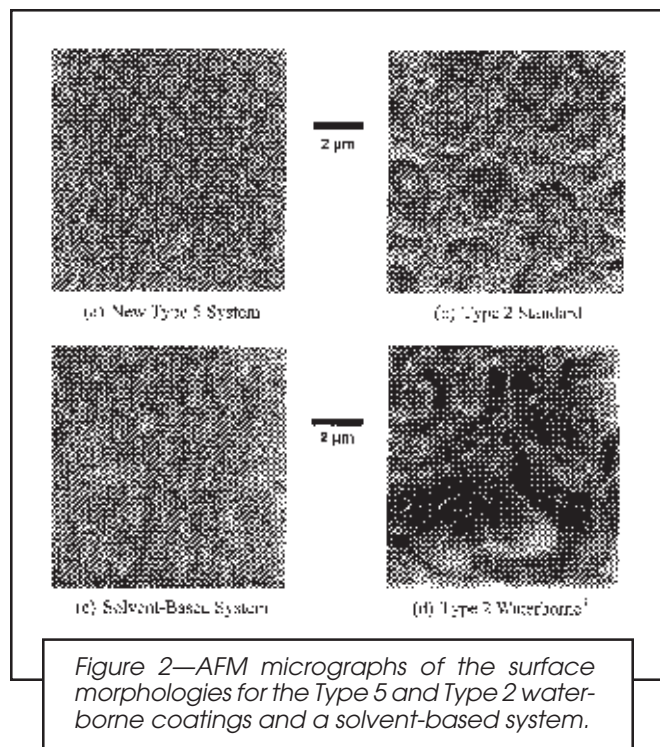 2 µm
(a) New Type 5 System
(b) Type 2 Standard
2 µm
(c) Solvent-Based System
(d) Type 2 Waterborne
Figure 2—AFM micrographs of the surface
morphologies for the Type 5 and Type 2 water-
borne coatings and a solvent-based system.